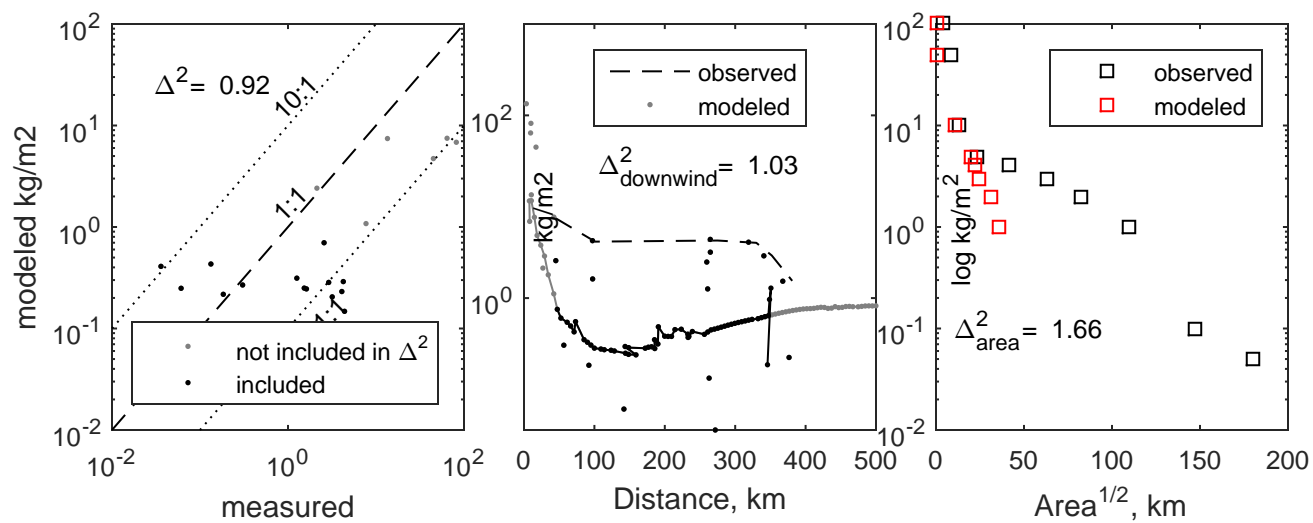 modeled kg/m2
10^2
10^1
10^0
10^-1
10^-2
Δ^2= 0.92
10:1
1:1
1:1
not included in Δ^2
included
10^-2
10^0
10^2
measured
10^2
10^0
kg/m2
observed
modeled
Δ^2_downwind= 1.03
0 100 200 300 400 500
Distance, km
10^2
10^1
10^0
10^-1
10^-2
log kg/m^2
observed
modeled
Δ^2_area= 1.66
0 50 100 150 200
Area^1/2, km